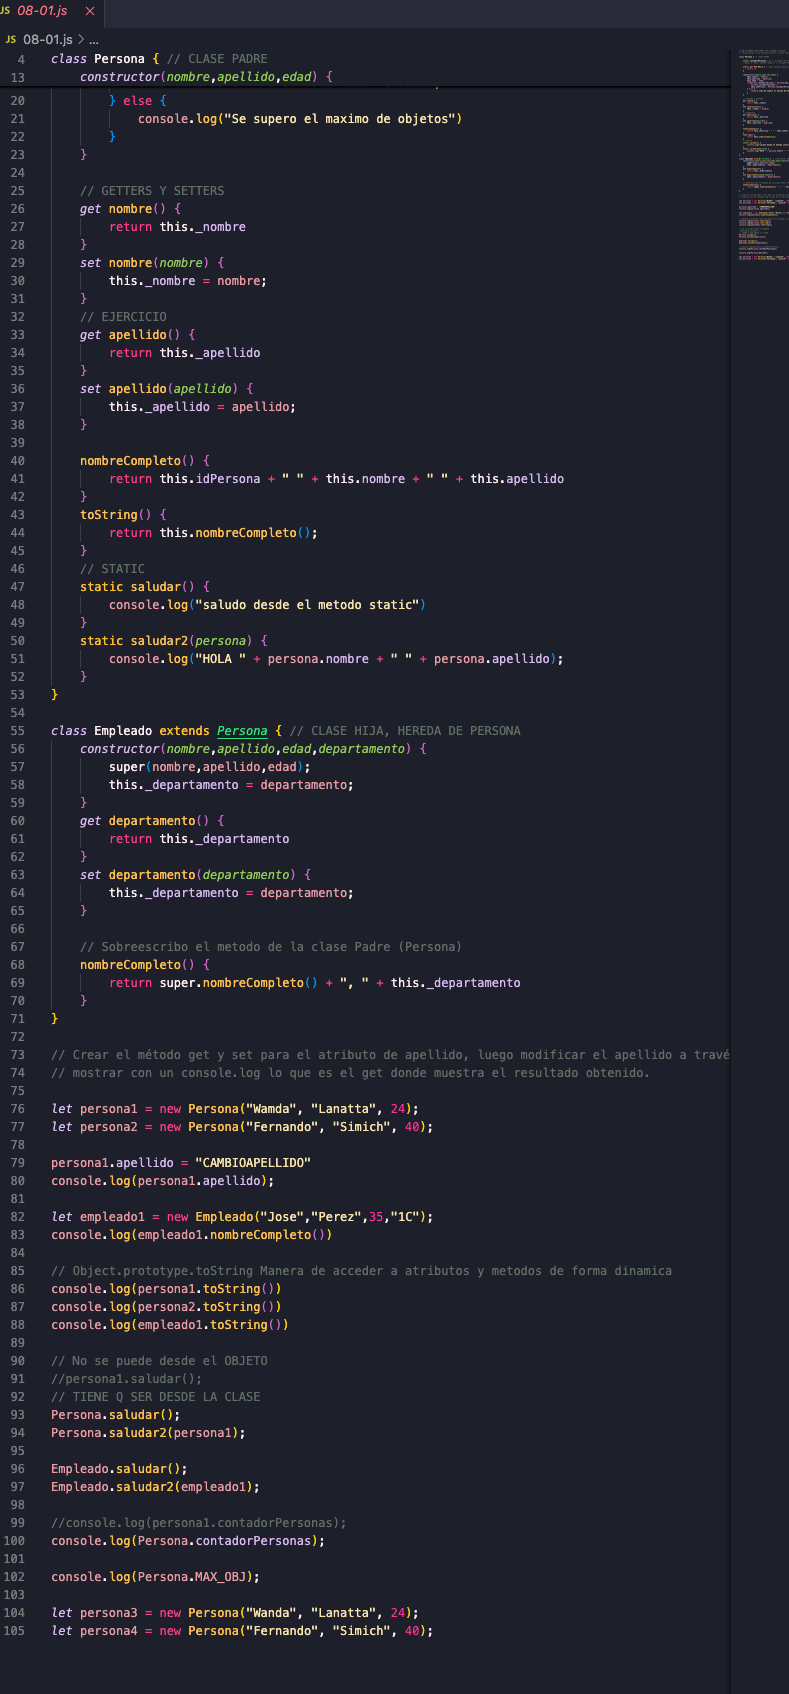 JS 08-01.js ×
JS 08-01.js > ...
4 class Persona { // CLASE PADRE
13 constructor(nombre,apellido,edad) {
20 } else {
21 console.log("Se supero el maximo de objetos")
22 }
23 }
24
25 // GETTERS Y SETTERS
26 get nombre() {
27 return this._nombre
28 }
29 set nombre(nombre) {
30 this._nombre = nombre;
31 }
32 // EJERCICIO
33 get apellido() {
34 return this._apellido
35 }
36 set apellido(apellido) {
37 this._apellido = apellido;
38 }
39
40 nombreCompleto() {
41 return this.idPersona + " " + this.nombre + " " + this.apellido
42 }
43 toString() {
44 return this.nombreCompleto();
45 }
46 // STATIC
47 static saludar() {
48 console.log("saludo desde el metodo static")
49 }
50 static saludar2(persona) {
51 console.log("HOLA " + persona.nombre + " " + persona.apellido);
52 }
53 }
54
55 class Empleado extends Persona { // CLASE HIJA, HEREDA DE PERSONA
56 constructor(nombre,apellido,edad,departamento) {
57 super(nombre,apellido,edad);
58 this._departamento = departamento;
59 }
60 get departamento() {
61 return this._departamento
62 }
63 set departamento(departamento) {
64 this._departamento = departamento;
65 }
66
67 // Sobreescribo el metodo de la clase Padre (Persona)
68 nombreCompleto() {
69 return super.nombreCompleto() + ", " + this._departamento
70 }
71 }
72
73 // Crear el método get y set para el atributo de apellido, luego modificar el apellido a travé
74 // mostrar con un console.log lo que es el get donde muestra el resultado obtenido.
75
76 let persona1 = new Persona("Wamda", "Lanatta", 24);
77 let persona2 = new Persona("Fernando", "Simich", 40);
78
79 persona1.apellido = "CAMBIOAPELLIDO"
80 console.log(persona1.apellido);
81
82 let empleado1 = new Empleado("Jose","Perez",35,"1C");
83 console.log(empleado1.nombreCompleto())
84
85 // Object.prototype.toString Manera de acceder a atributos y metodos de forma dinamica
86 console.log(persona1.toString())
87 console.log(persona2.toString())
88 console.log(empleado1.toString())
89
90 // No se puede desde el OBJETO
91 //persona1.saludar();
92 // TIENE Q SER DESDE LA CLASE
93 Persona.saludar();
94 Persona.saludar2(persona1);
95
96 Empleado.saludar();
97 Empleado.saludar2(empleado1);
98
99 //console.log(persona1.contadorPersonas);
100 console.log(Persona.contadorPersonas);
101
102 console.log(Persona.MAX_OBJ);
103
104 let persona3 = new Persona("Wanda", "Lanatta", 24);
105 let persona4 = new Persona("Fernando", "Simich", 40);